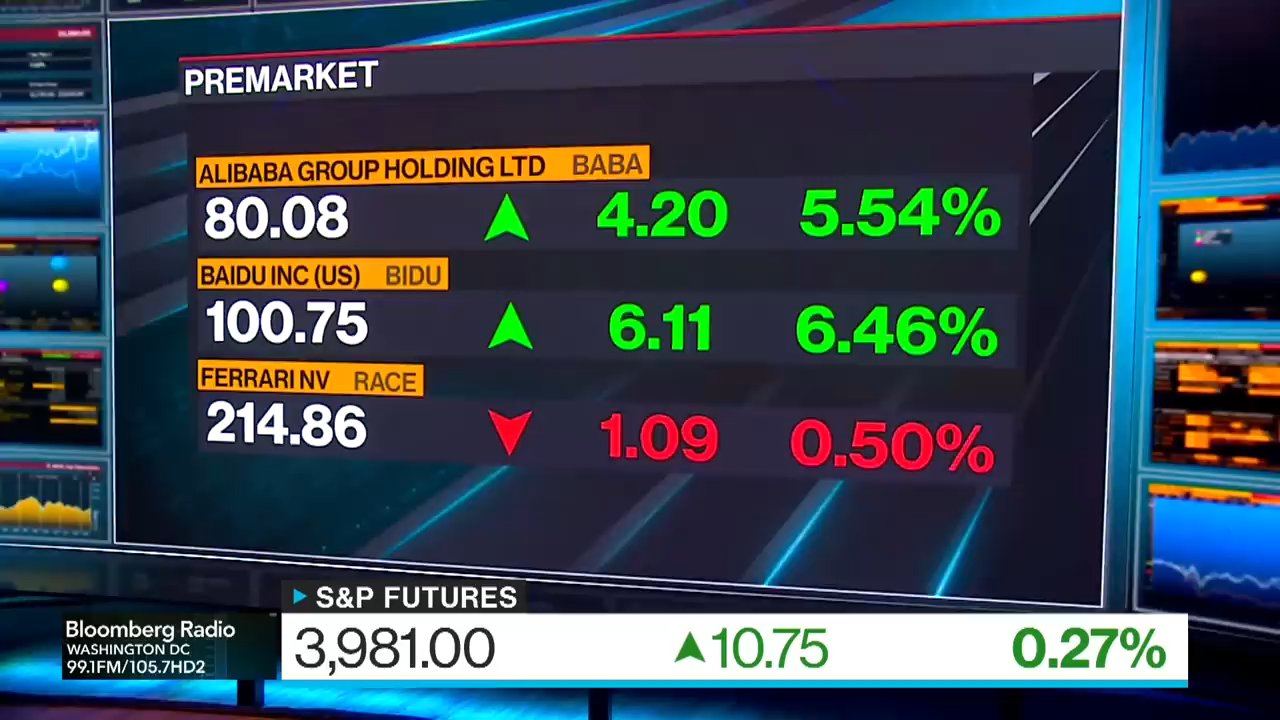 PREMARKET
ALIBABA GROUP HOLDING LTD BABA
80.08 ▲ 4.20 5.54%
BAIDU INC (US) BIDU
100.75 ▲ 6.11 6.46%
FERRARI NV RACE
214.86 ▼ 1.09 0.50%
S&P FUTURES
Bloomberg Radio
WASHINGTON DC
99.1FM/105.7HD2
3,981.00 ▲10.75 0.27%